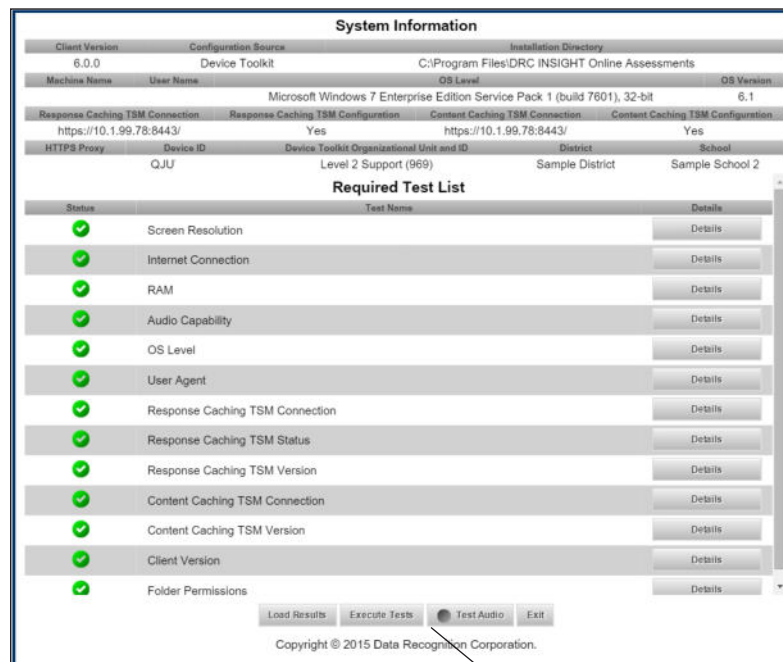 System Information
Client Version Configuration Source Installation Directory
6.0.0 Device Toolkit C:\Program Files\DRC INSIGHT Online Assessments
Machine Name User Name OS Level OS Version
Microsoft Windows 7 Enterprise Edition Service Pack 1 (build 7601), 32-bit 6.1
Response Caching TSM Connection Response Caching TSM Configuration Content Caching TSM Connection Content Caching TSM Configuration
https://10.1.99.78:8443/ Yes https://10.1.99.78:8443/ Yes
HTTPS Proxy Device ID Device Toolkit Organizational Unit and ID District School
QJU Level 2 Support (969) Sample District Sample School 2
Required Test List
Status Test Name Details
Screen Resolution Details
Internet Connection Details
RAM Details
Audio Capability Details
OS Level Details
User Agent Details
Response Caching TSM Connection Details
Response Caching TSM Status Details
Response Caching TSM Version Details
Content Caching TSM Connection Details
Content Caching TSM Version Details
Client Version Details
Folder Permissions Details
Load Results Execute Tests Test Audio Exit
Copyright © 2015 Data Recognition Corporation.